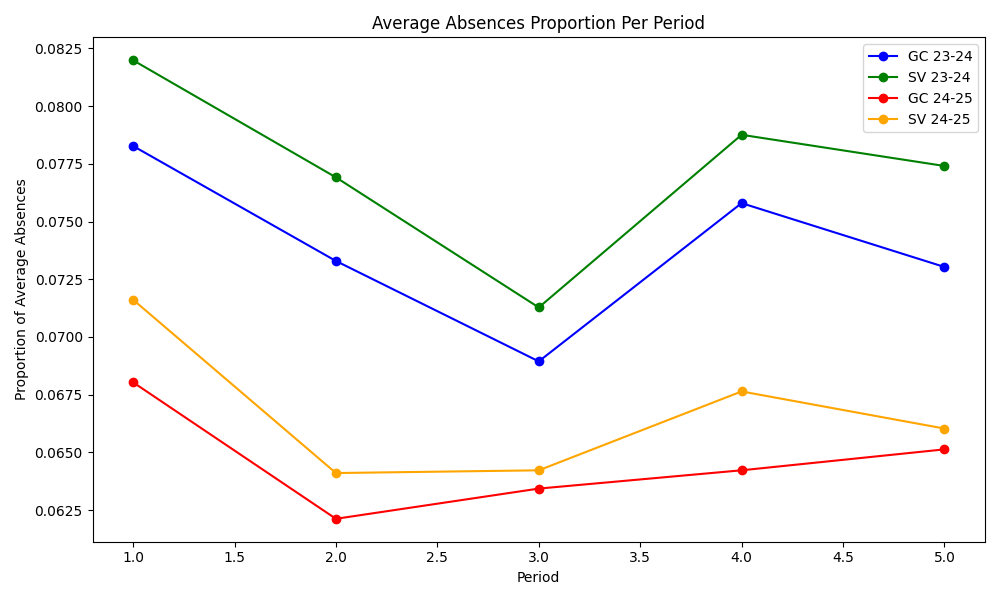 Average Absences Proportion Per Period
GC 23-24
SV 23-24
GC 24-25
SV 24-25
Proportion of Average Absences
0.0825
0.0800
0.0775
0.0750
0.0725
0.0700
0.0675
0.0650
0.0625
1.0 1.5 2.0 2.5 3.0 3.5 4.0 4.5 5.0
Period